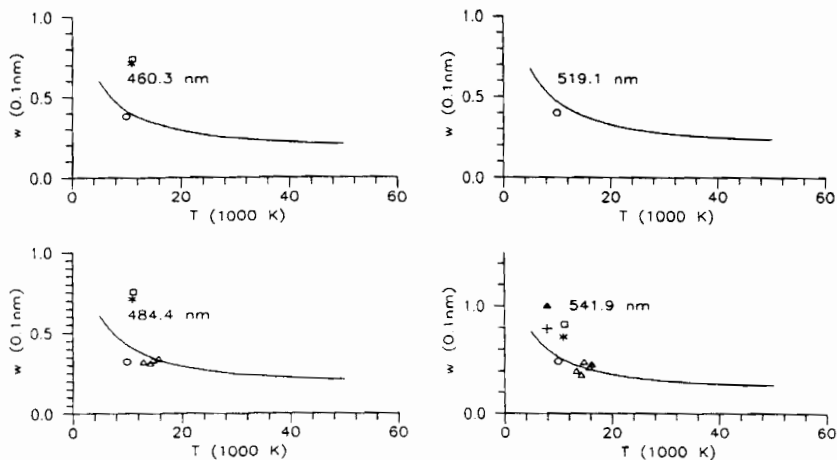 1.0
0.5
0.0
w (0.1nm)
460.3 nm
0 20 40 60
T (1000 K)
1.0
0.5
0.0
w (0.1nm)
519.1 nm
0 20 40 60
T (1000 K)
1.0
0.5
0.0
w (0.1nm)
484.4 nm
0 20 40 60
T (1000 K)
1.0
0.0
w (0.1nm)
541.9 nm
0 20 40 60
T (1000 K)